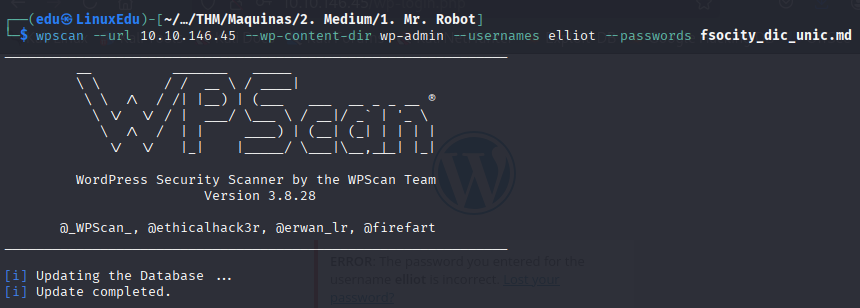 ┌──(edu㉿LinuxEdu)-[~/…/THM/Maquinas/2. Medium/1. Mr. Robot]
└─$ wpscan --url 10.10.146.45 --wp-content-dir wp-admin --usernames elliot --passwords fsocity_dic_unic.md
WPScan ®
WordPress Security Scanner by the WPScan Team
Version 3.8.28
@_WPScan_, @ethicalhack3r, @erwan_lr, @firefart
[i] Updating the Database ...
[i] Update completed.
ERROR: The password you entered for the
username elliot is incorrect. Lost your
password?